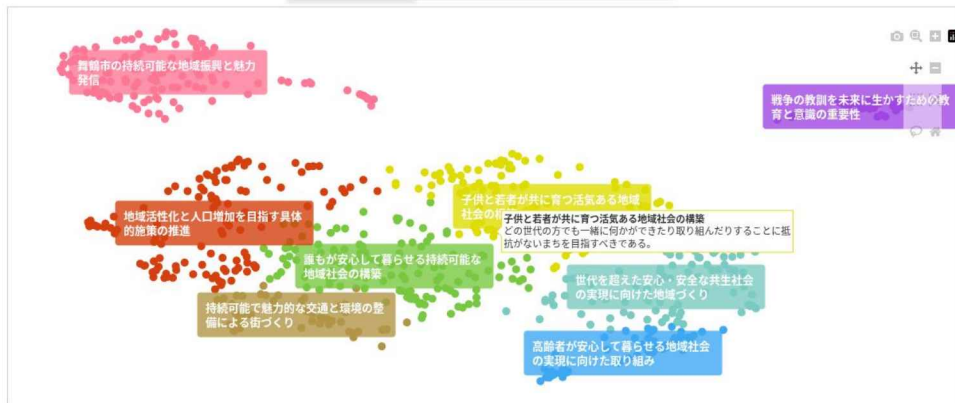 舞鶴市の持続可能な地域振興と魅力
発信
戦争の教訓を未来に生かすための教
育と意識の重要性
子供と若者が共に育つ活気ある地域
社会の構築
子供と若者が共に育つ活気ある地域社会の構築
どの世代の方でも一緒に何かができたり取り組んだりすることに抵
抗がないまちを目指すべきである。
地域活性化と人口増加を目指す具体
的施策の推進
誰もが安心して暮らせる持続可能な
地域社会の構築
世代を超えた安心・安全な共生社会
の実現に向けた地域づくり
持続可能で魅力的な交通と環境の整
備による街づくり
高齢者が安心して暮らせる地域社会
の実現に向けた取り組み